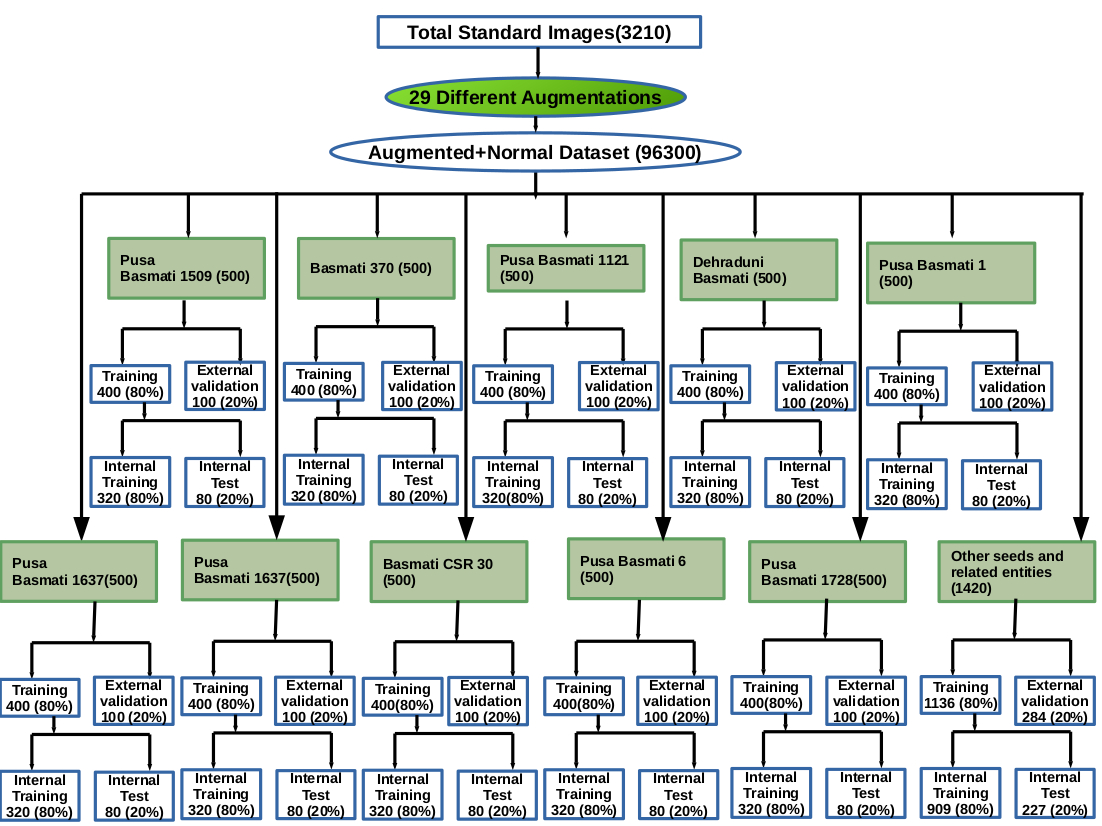 Total Standard Images(3210)
29 Different Augmentations
Augmented+Normal Dataset (96300)
Pusa
Basmati 1509 (500)
Basmati 370 (500)
Pusa Basmati 1121
(500)
Dehraduni
Basmati (500)
Pusa Basmati 1
(500)
Training
400 (80%)
External
validation
100 (20%)
Training
400 (80%)
External
validation
100 (20%)
Training
400 (80%)
External
validation
100 (20%)
Training
400 (80%)
External
validation
100 (20%)
Training
400 (80%)
External
validation
100 (20%)
Internal
Training
320 (80%)
Internal
Test
80 (20%)
Internal
Training
320 (80%)
Internal
Test
80 (20%)
Internal
Training
320(80%)
Internal
Test
80 (20%)
Internal
Training
320 (80%)
Internal
Test
80 (20%)
Internal
Training
320 (80%)
Internal
Test
80 (20%)
Pusa
Basmati 1637(500)
Pusa
Basmati 1637(500)
Basmati CSR 30
(500)
Pusa Basmati 6
(500)
Pusa
Basmati 1728(500)
Other seeds and
related entities
(1420)
Training
400 (80%)
External
validation
100 (20%)
Training
400 (80%)
External
validation
100 (20%)
Training
400(80%)
External
validation
100 (20%)
Training
400(80%)
External
validation
100 (20%)
Training
400(80%)
External
validation
100 (20%)
Training
1136 (80%)
External
validation
284 (20%)
Internal
Training
320 (80%)
Internal
Test
80 (20%)
Internal
Training
320 (80%)
Internal
Test
80 (20%)
Internal
Training
320 (80%)
Internal
Test
80 (20%)
Internal
Training
320 (80%)
Internal
Test
80 (20%)
Internal
Training
320 (80%)
Internal
Test
80 (20%)
Internal
Training
909 (80%)
Internal
Test
227 (20%)